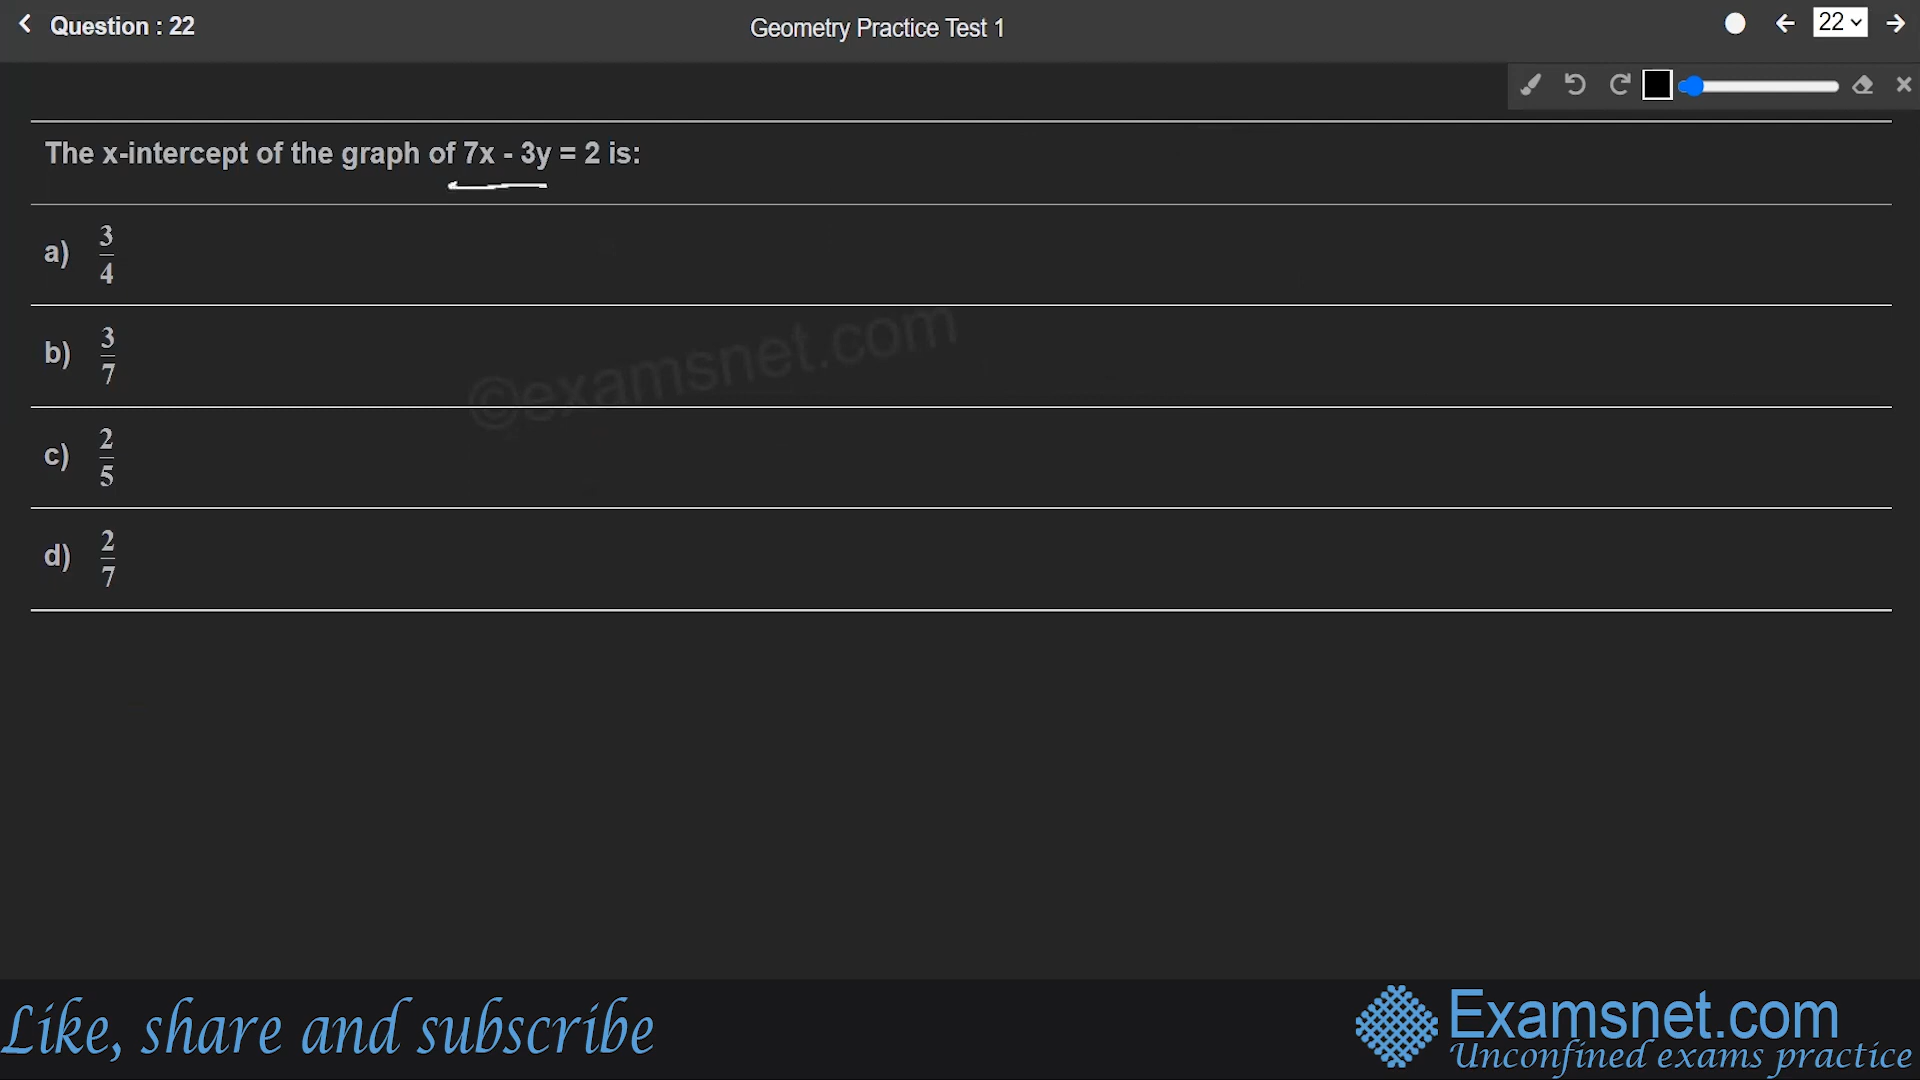 Question : 22
Geometry Practice Test 1
22
The x-intercept of the graph of 7x - 3y = 2 is:
a) 3/4
b) 3/7
©examsnet.com
c) 2/5
d) 2/7
Like, share and subscribe
Examsnet.com
Unconfined exams practice